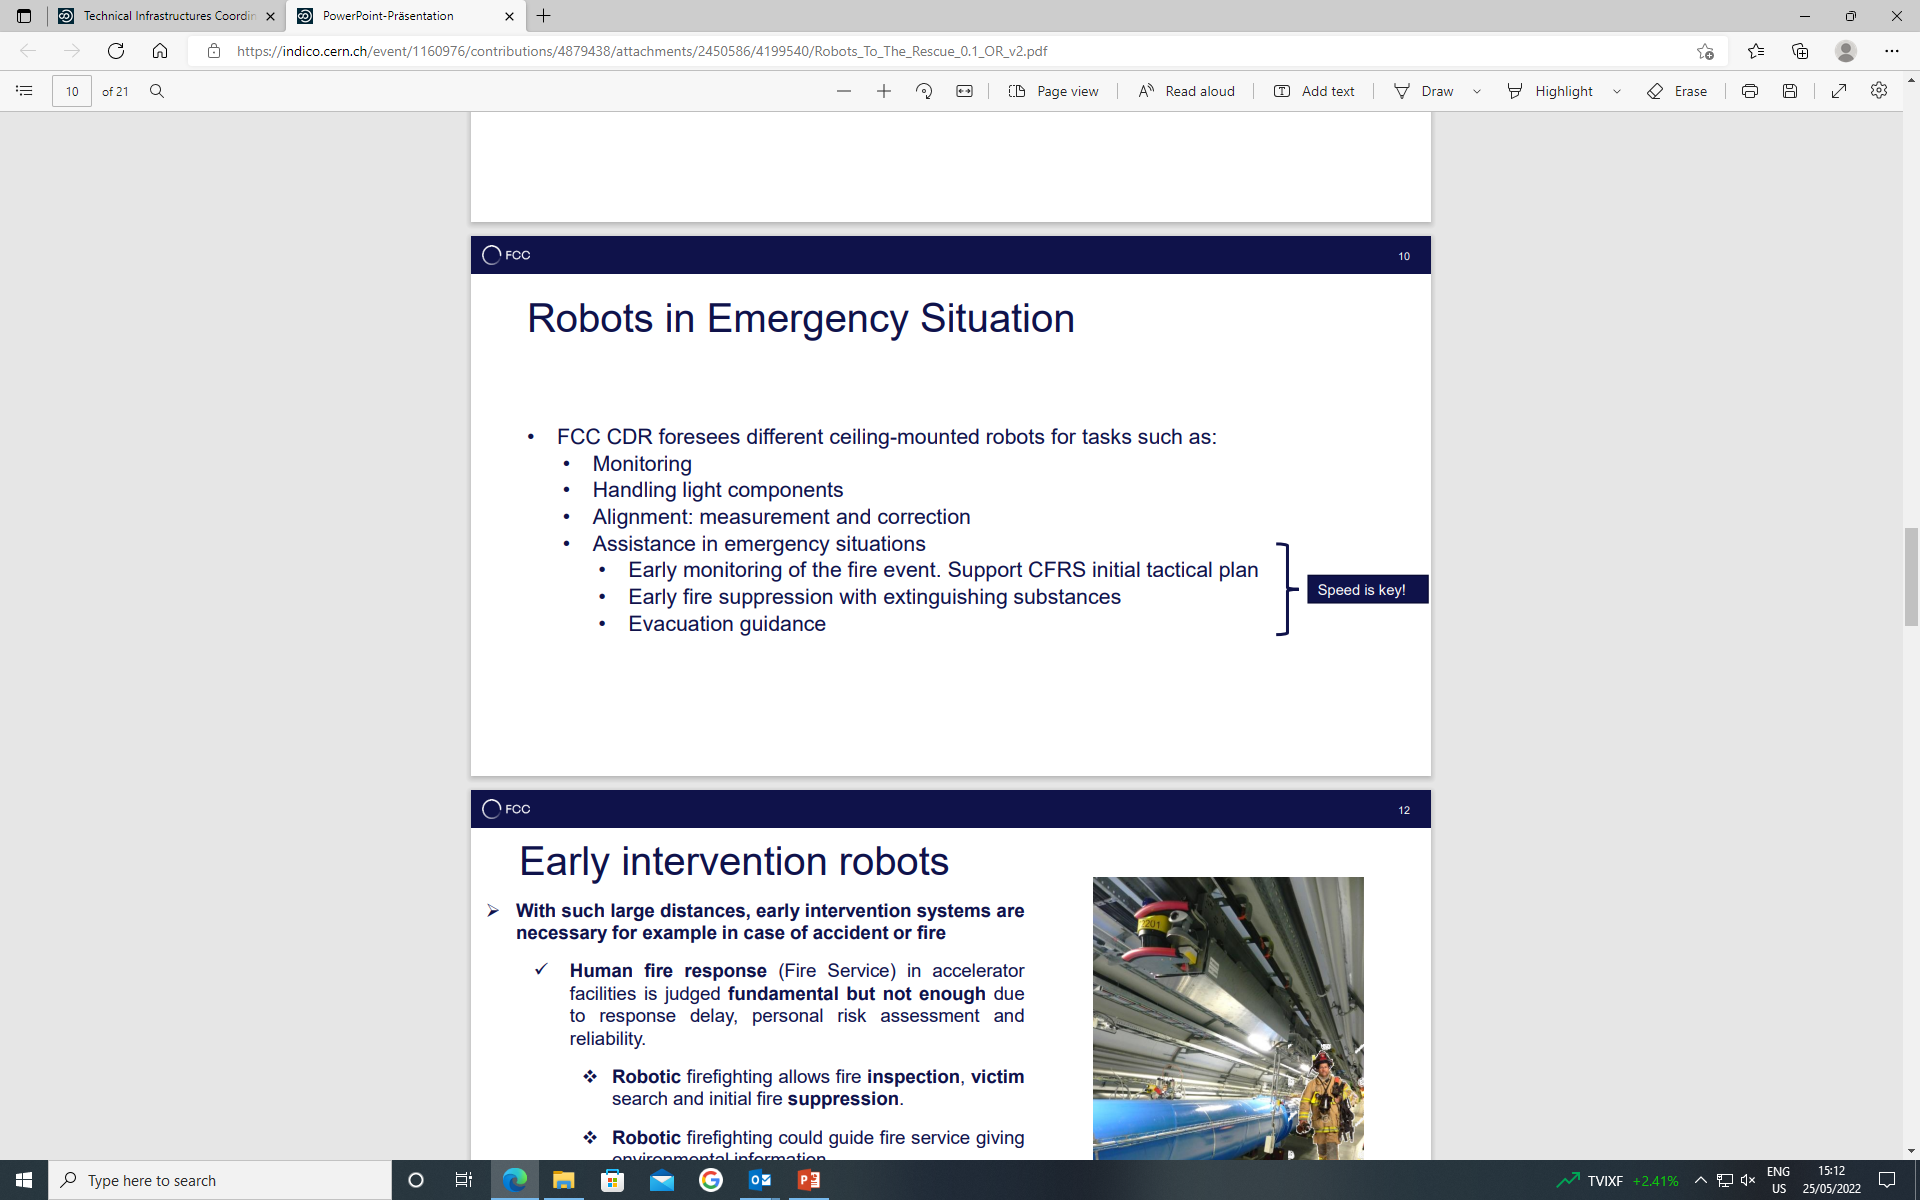 Technical Infrastructures Coordin
PowerPoint-Präsentation
https://indico.cern.ch/event/1160976/contributions/4879438/attachments/2450586/4199540/Robots_To_The_Rescue_0.1_OR_v2.pdf
10 of 21
Page view
Read aloud
Add text
Draw
Highlight
Erase
FCC
10
Robots in Emergency Situation
• FCC CDR foresees different ceiling-mounted robots for tasks such as:
• Monitoring
• Handling light components
• Alignment: measurement and correction
• Assistance in emergency situations
• Early monitoring of the fire event. Support CFRS initial tactical plan
• Early fire suppression with extinguishing substances
• Evacuation guidance
Speed is key!
FCC
12
Early intervention robots
➢ With such large distances, early intervention systems are
necessary for example in case of accident or fire
✓ Human fire response (Fire Service) in accelerator
facilities is judged fundamental but not enough due
to response delay, personal risk assessment and
reliability.
❖ Robotic firefighting allows fire inspection, victim
search and initial fire suppression.
❖ Robotic firefighting could guide fire service giving
environmental information
2201
Type here to search
TVIXF +2.41%
ENG
US
15:12
25/05/2022